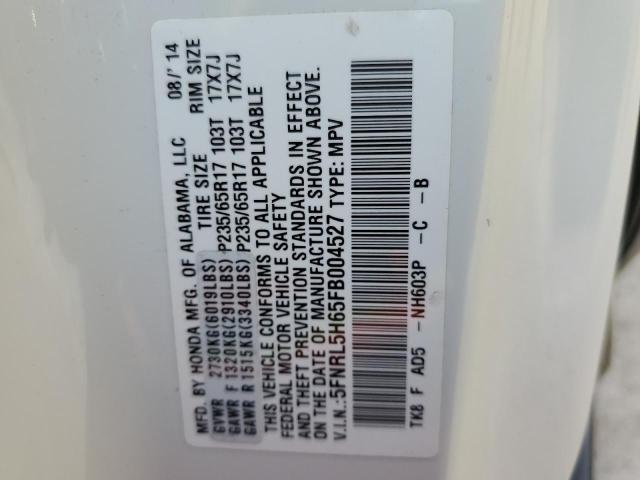 MFD. BY HONDA MFG. OF ALABAMA, LLC 08/'14
TIRE SIZE RIM SIZE
GVWR 2730KG(6019LBS)
GAWR F 1320KG(2910LBS) P235/65R17 103T 17X7J
GAWR R 1515KG(3340LBS) P235/65R17 103T 17X7J
THIS VEHICLE CONFORMS TO ALL APPLICABLE
FEDERAL MOTOR VEHICLE SAFETY
AND THEFT PREVENTION STANDARDS IN EFFECT
ON THE DATE OF MANUFACTURE SHOWN ABOVE.
V.I.N.:5FNRL5H65FB004527 TYPE: MPV
TK8 F AD5 -NH603P -C -B